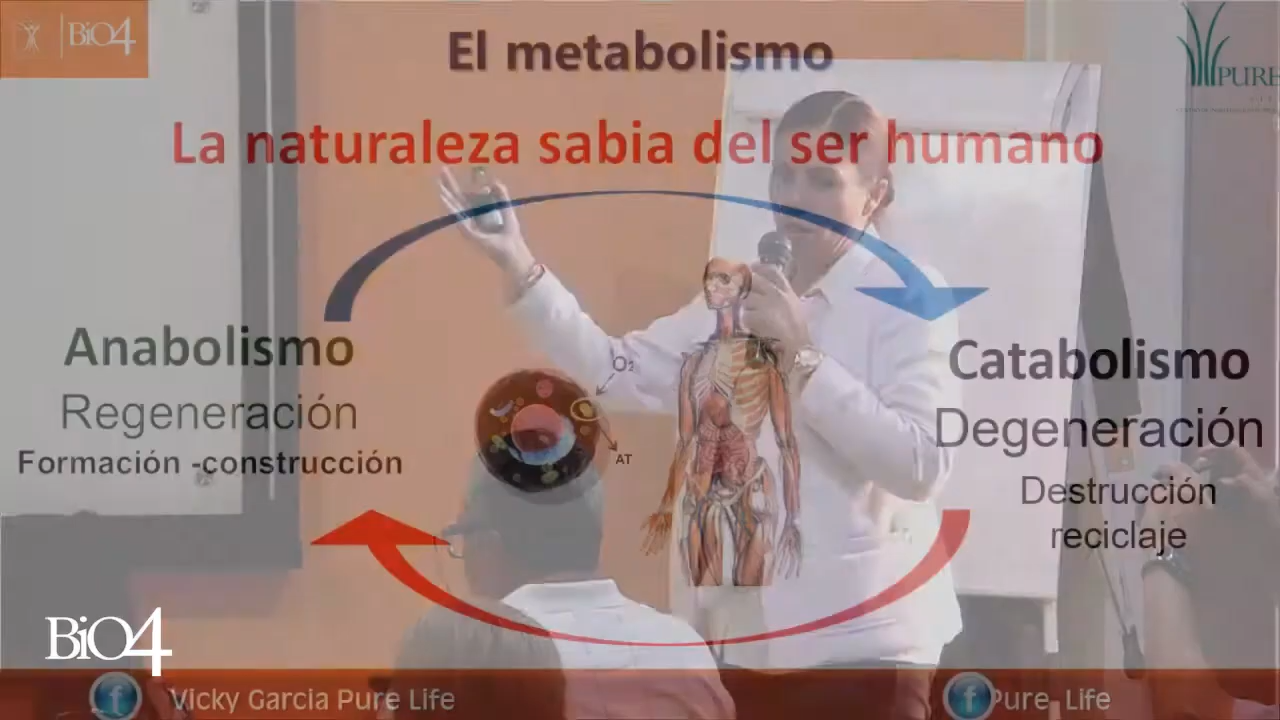 BiO4
El metabolismo
PURE
La naturaleza sabia del ser humano
Anabolismo
Regeneración
Formación -construcción
O2
AT
Catabolismo
Degeneración
Destrucción
reciclaje
BiO4
Vicky Garcia Pure Life
Pure Life